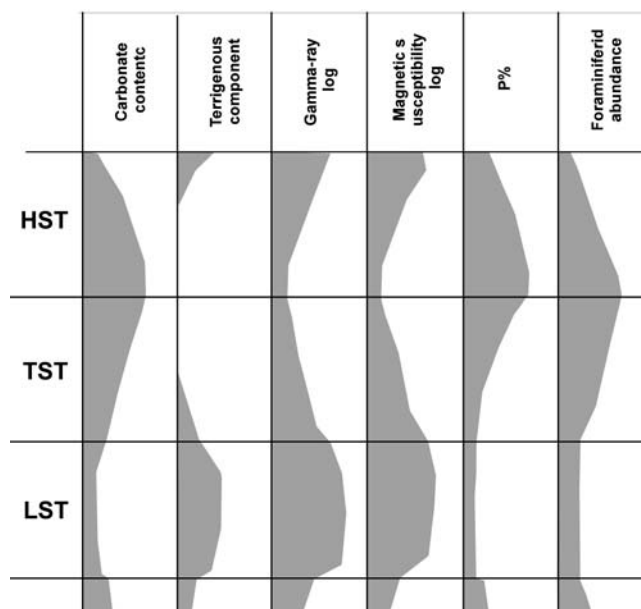 Carbonate
contentc
Terrigenous
component
Gamma-ray
log
Magnetic s
usceptibility
log
P%
Foraminiferid
abundance
HST
TST
LST